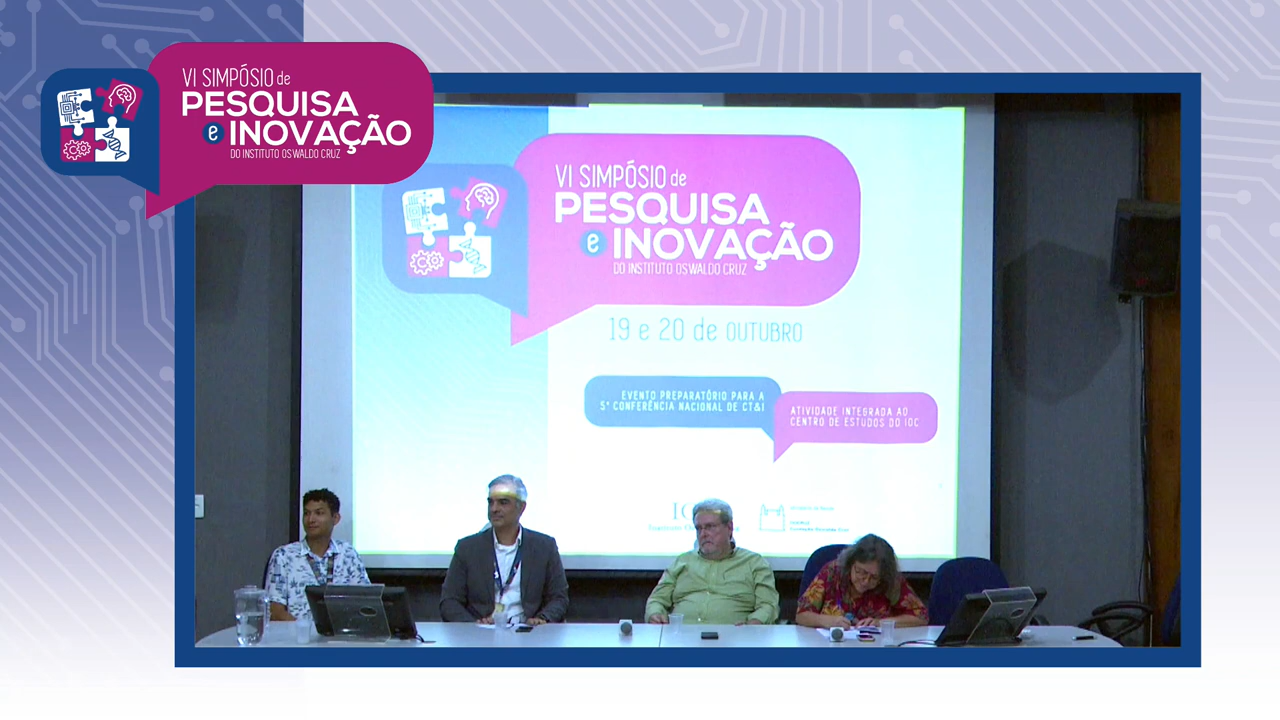 VI SIMPÓSIO de
PESQUISA
e INOVAÇÃO
DO INSTITUTO OSWALDO CRUZ
VI SIMPÓSIO de
PESQUISA
e INOVAÇÃO
DO INSTITUTO OSWALDO CRUZ
19 e 20 de OUTUBRO
EVENTO PREPARATÓRIO PARA A
5ª CONFERÊNCIA NACIONAL DE CT&I
ATIVIDADE INTEGRADA AO
CENTRO DE ESTUDOS DO IOC